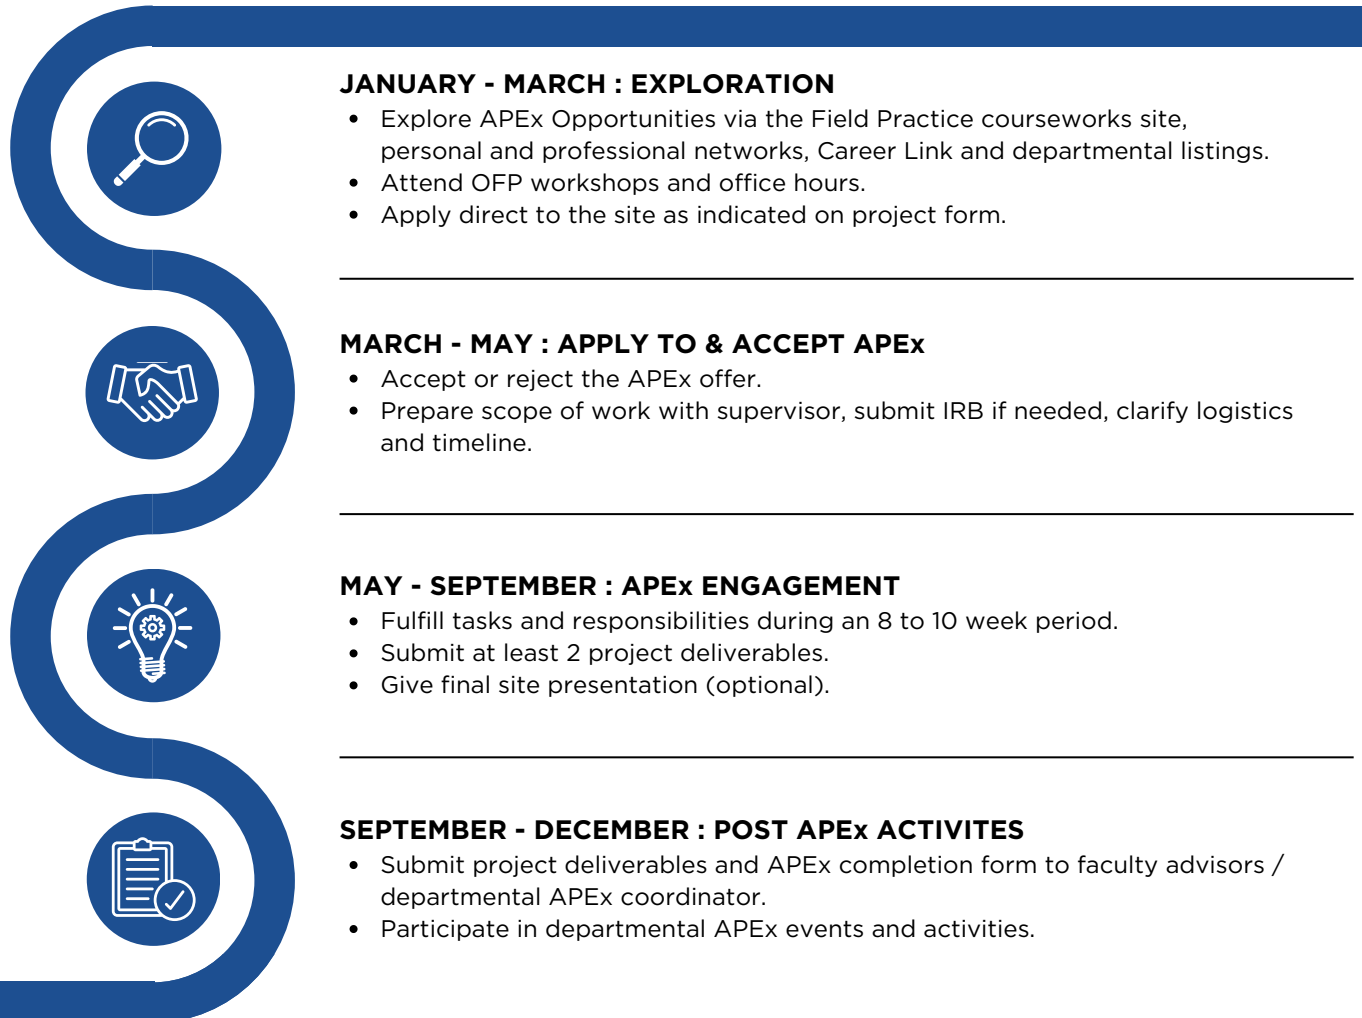 JANUARY - MARCH : EXPLORATION
• Explore APEx Opportunities via the Field Practice courseworks site,
personal and professional networks, Career Link and departmental listings.
• Attend OFP workshops and office hours.
• Apply direct to the site as indicated on project form.
MARCH - MAY : APPLY TO & ACCEPT APEx
• Accept or reject the APEx offer.
• Prepare scope of work with supervisor, submit IRB if needed, clarify logistics
and timeline.
MAY - SEPTEMBER : APEx ENGAGEMENT
• Fulfill tasks and responsibilities during an 8 to 10 week period.
• Submit at least 2 project deliverables.
• Give final site presentation (optional).
SEPTEMBER - DECEMBER : POST APEx ACTIVITES
• Submit project deliverables and APEx completion form to faculty advisors /
departmental APEx coordinator.
• Participate in departmental APEx events and activities.